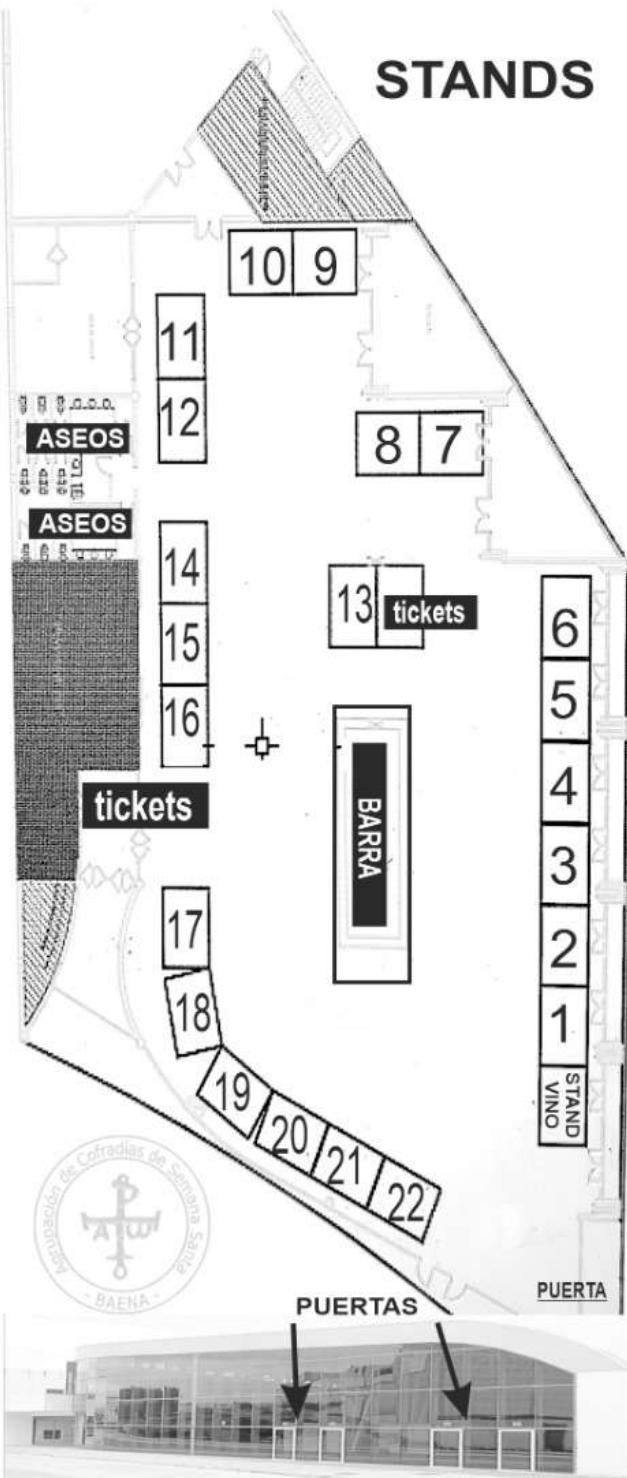 STANDS
10
9
11
12
ASEOS
ASEOS
8
7
14
13
tickets
15
16
6
5
4
3
2
1
tickets
BARRA
17
18
STAND
VINO
19
20
21
22
Agrupación de Cofradías de Semana Santa
- BAENA -
PUERTA
PUERTAS